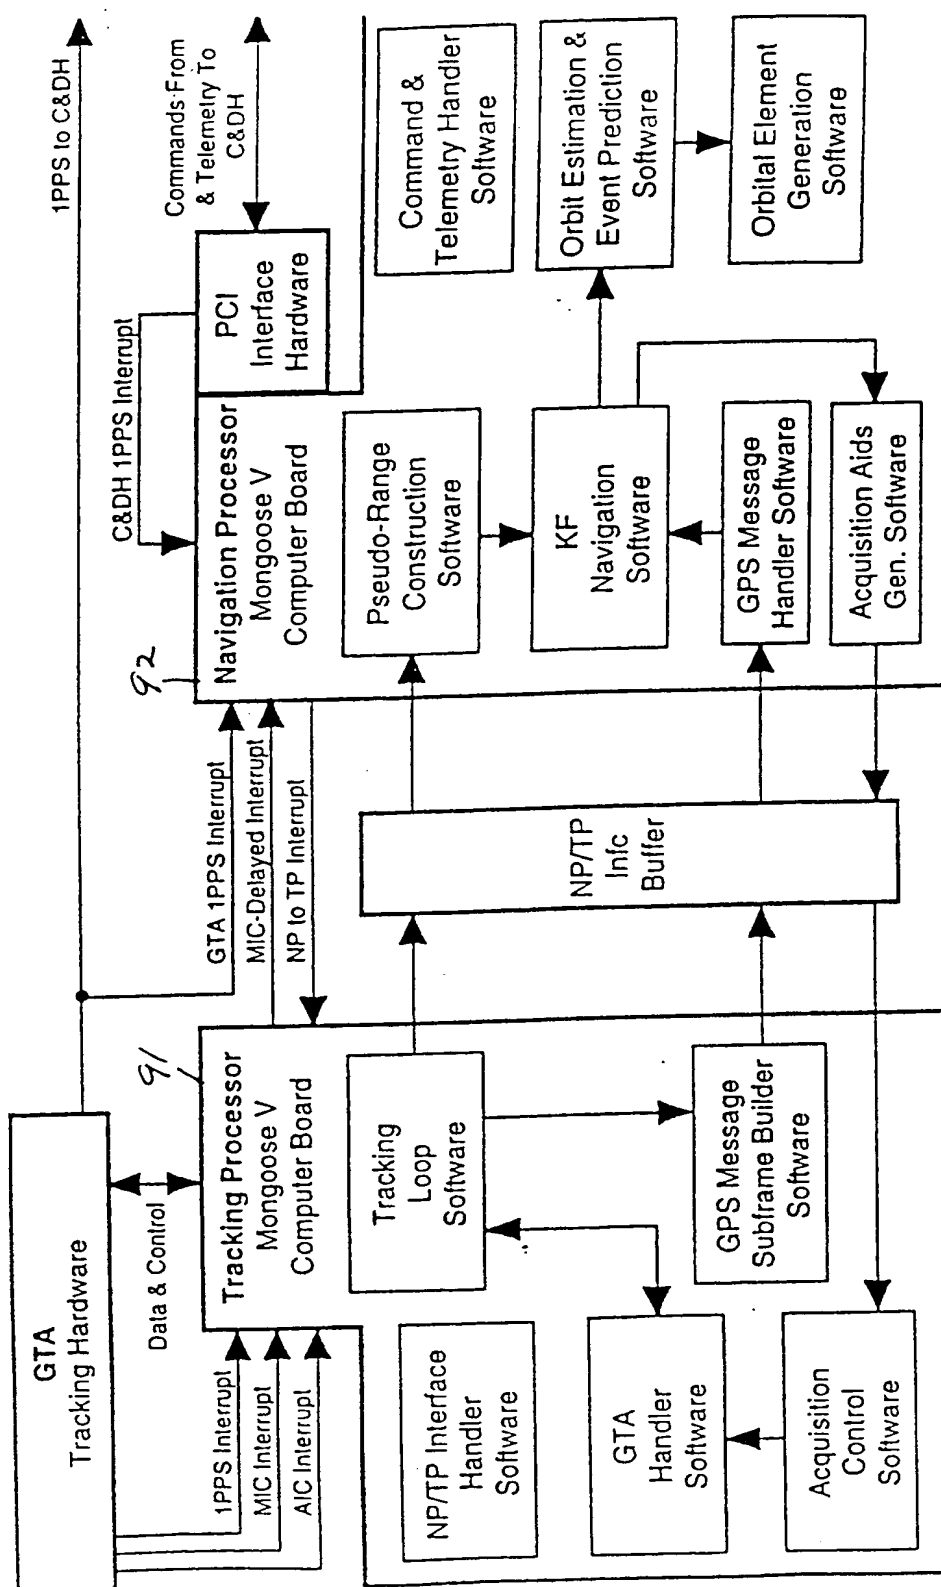 GTA
Tracking Hardware
1PPS to C&DH
Data & Control
1PPS Interrupt
MIC Interrupt
AIC Interrupt
91
Tracking Processor
Mongoose V
Computer Board
GTA 1PPS Interrupt
MIC-Delayed Interrupt
NP to TP Interrupt
92
Navigation Processor
Mongoose V
Computer Board
C&DH 1PPS Interrupt
PCI
Interface
Hardware
Commands From
& Telemetry To
C&DH
NP/TP Interface
Handler
Software
Tracking
Loop
Software
GTA
Handler
Software
GPS Message
Subframe Builder
Software
Acquisition
Control
Software
NP/TP
Infc
Buffer
Pseudo-Range
Construction
Software
KF
Navigation
Software
GPS Message
Handler Software
Acquisition Aids
Gen. Software
Command &
Telemetry Handler
Software
Orbit Estimation &
Event Prediction
Software
Orbital Element
Generation
Software